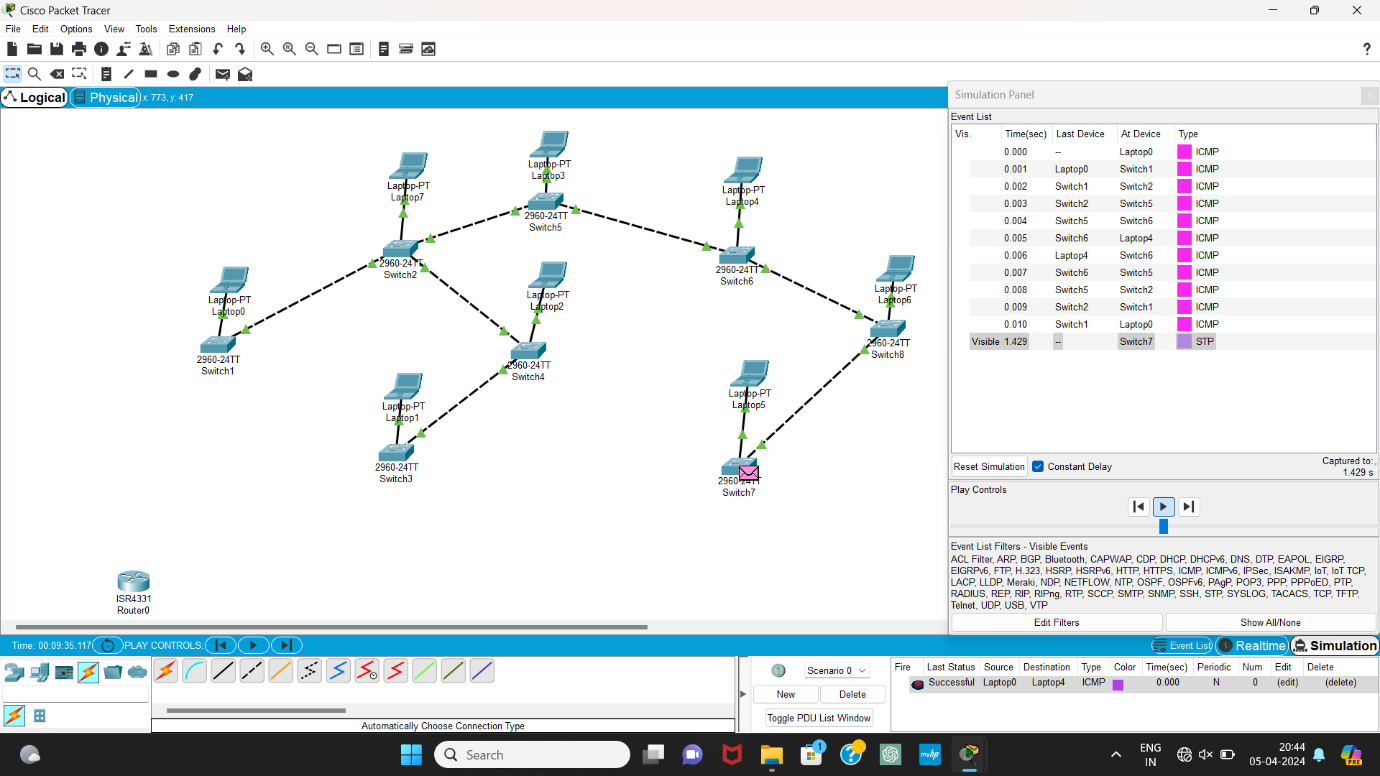 Cisco Packet Tracer
File Edit Options View Tools Extensions Help
?
Logical Physical x: 773, y: 417
Laptop-PT
Laptop7
Laptop-PT
Laptop3
2960-24TT
Switch5
Laptop-PT
Laptop4
2960-24TT
Switch2
2960-24TT
Switch6
Laptop-PT
Laptop0
Laptop-PT
Laptop2
Laptop-PT
Laptop6
2960-24TT
Switch1
2960-24TT
Switch4
2960-24TT
Switch8
Laptop-PT
Laptop1
Laptop-PT
Laptop5
2960-24TT
Switch3
2960-24TT
Switch7
ISR4331
Router0
Simulation Panel
Event List
Vis. Time(sec) Last Device At Device Type
0.000 -- Laptop0 ICMP
0.001 Laptop0 Switch1 ICMP
0.002 Switch1 Switch2 ICMP
0.003 Switch2 Switch5 ICMP
0.004 Switch5 Switch6 ICMP
0.005 Switch6 Laptop4 ICMP
0.006 Laptop4 Switch6 ICMP
0.007 Switch6 Switch5 ICMP
0.008 Switch5 Switch2 ICMP
0.009 Switch2 Switch1 ICMP
0.010 Switch1 Laptop0 ICMP
Visible 1.429 -- Switch7 STP
Reset Simulation Constant Delay Captured to:,
1.429 s
Play Controls
Event List Filters - Visible Events
ACL Filter, ARP, BGP, Bluetooth, CAPWAP, CDP, DHCP, DHCPv6, DNS, DTP, EAPOL, EIGRP,
EIGRPv6, FTP, H.323, HSRP, HSRPv6, HTTP, HTTPS, ICMP, ICMPv6, IPSec, ISAKMP, IoT, IoT TCP,
LACP, LLDP, Meraki, NDP, NETFLOW, NTP, OSPF, OSPFv6, PAgP, POP3, PPP, PPPoED, PTP,
RADIUS, REP, RIP, RIPng, RTP, SCCP, SMTP, SNMP, SSH, STP, SYSLOG, TACACS, TCP, TFTP,
Telnet, UDP, USB, VTP
Edit Filters Show All/None
Time: 00:09:35.117 PLAY CONTROLS: Event List Realtime Simulation
Automatically Choose Connection Type
Scenario 0
New Delete
Toggle PDU List Window
Fire Last Status Source Destination Type Color Time(sec) Periodic Num Edit Delete
Successful Laptop0 Laptop4 ICMP 0.000 N 0 (edit) (delete)
Search
1
myhp
ENG
IN
20:44
05-04-2024
PRE